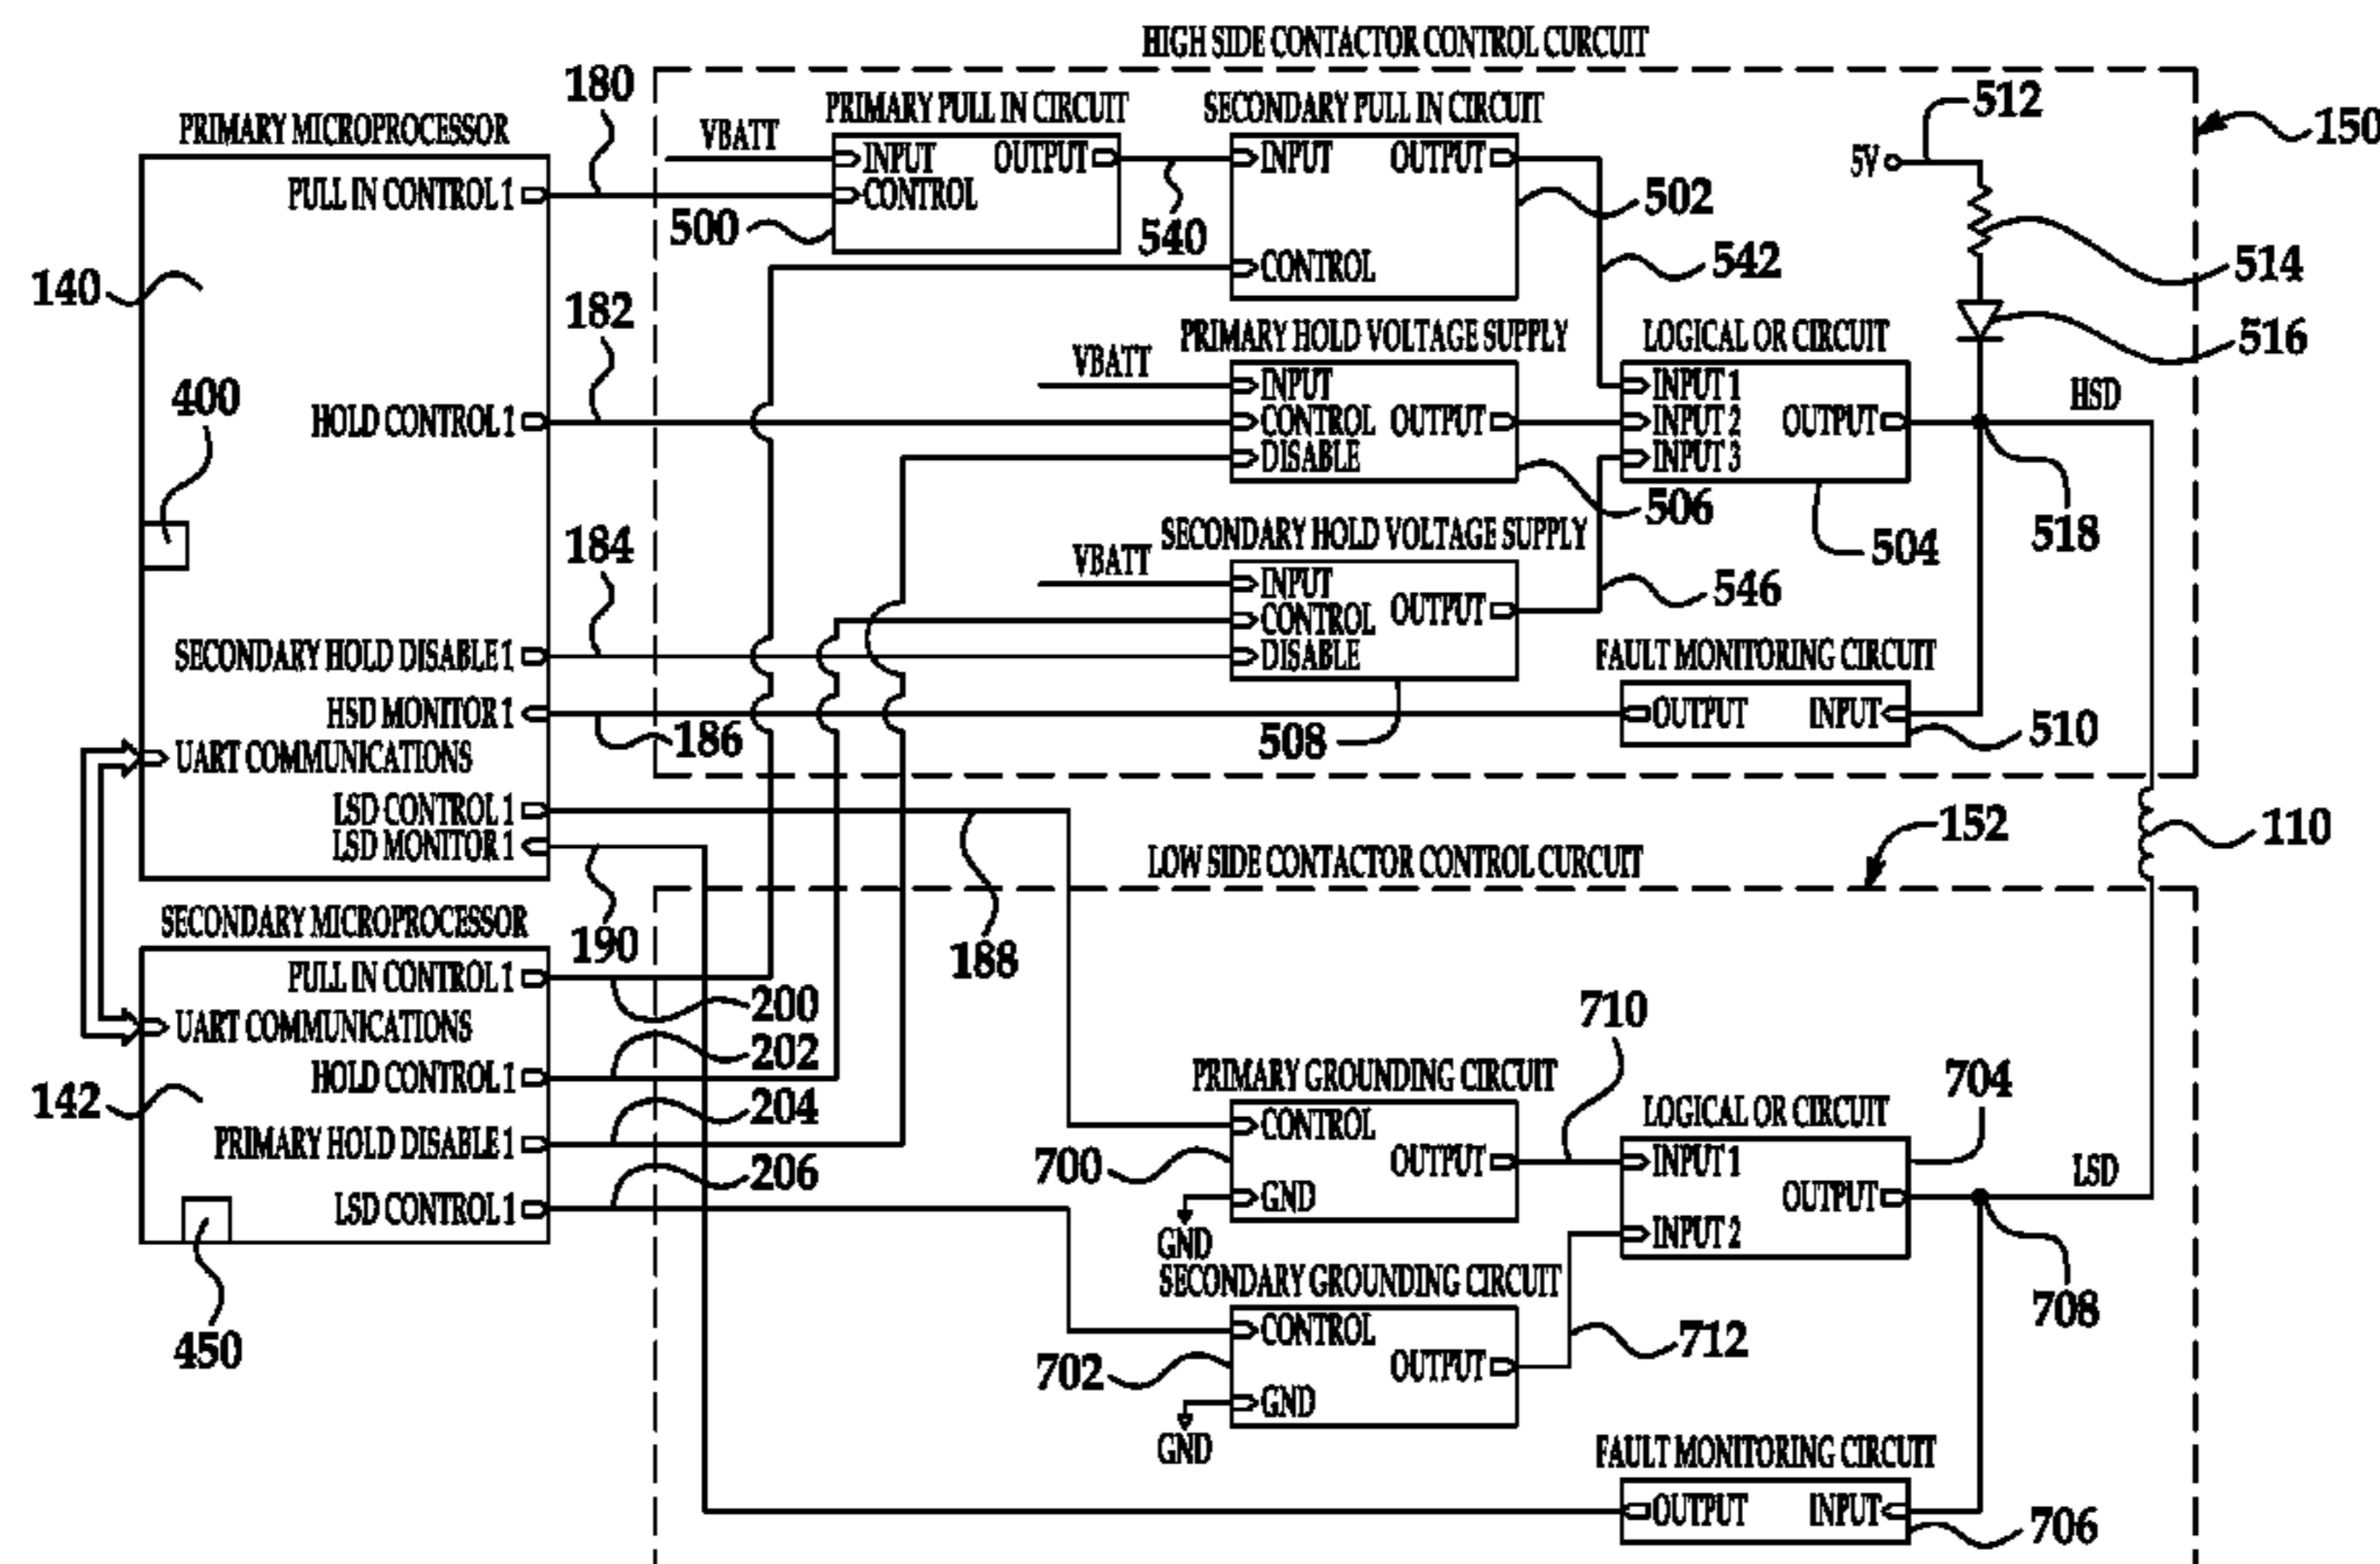 HIGH SIDE CONTACTOR CONTROL CURCUIT
180
512
150
PRIMARY MICROPROCESSOR
VBATT
PRIMARY PULL IN CIRCUIT
SECONDARY PULL IN CIRCUIT
INPUT OUTPUT
INPUT OUTPUT
5V
PULL IN CONTROL 1
CONTROL
500
540
502
CONTROL
542
514
140
182
VBATT
PRIMARY HOLD VOLTAGE SUPPLY
LOGICAL OR CIRCUIT
516
400
INPUT
INPUT 1
HSD
HOLD CONTROL 1
CONTROL OUTPUT
INPUT 2 OUTPUT
DISABLE
INPUT 3
506
518
504
184
VBATT
SECONDARY HOLD VOLTAGE SUPPLY
INPUT
CONTROL OUTPUT
546
SECONDARY HOLD DISABLE 1
DISABLE
FAULT MONITORING CIRCUIT
HSD MONITOR 1
186
508
OUTPUT INPUT
510
UART COMMUNICATIONS
LSD CONTROL 1
LSD MONITOR 1
152
110
LOW SIDE CONTACTOR CONTROL CURCUIT
SECONDARY MICROPROCESSOR
190
188
PULL IN CONTROL 1
200
UART COMMUNICATIONS
202
710
HOLD CONTROL 1
PRIMARY GROUNDING CIRCUIT
704
142
204
CONTROL
LOGICAL OR CIRCUIT
PRIMARY HOLD DISABLE 1
206
700
OUTPUT
INPUT 1
LSD
LSD CONTROL 1
GND
OUTPUT
GND
INPUT 2
SECONDARY GROUNDING CIRCUIT
708
450
CONTROL
712
702
OUTPUT
GND
GND
FAULT MONITORING CIRCUIT
OUTPUT INPUT
706